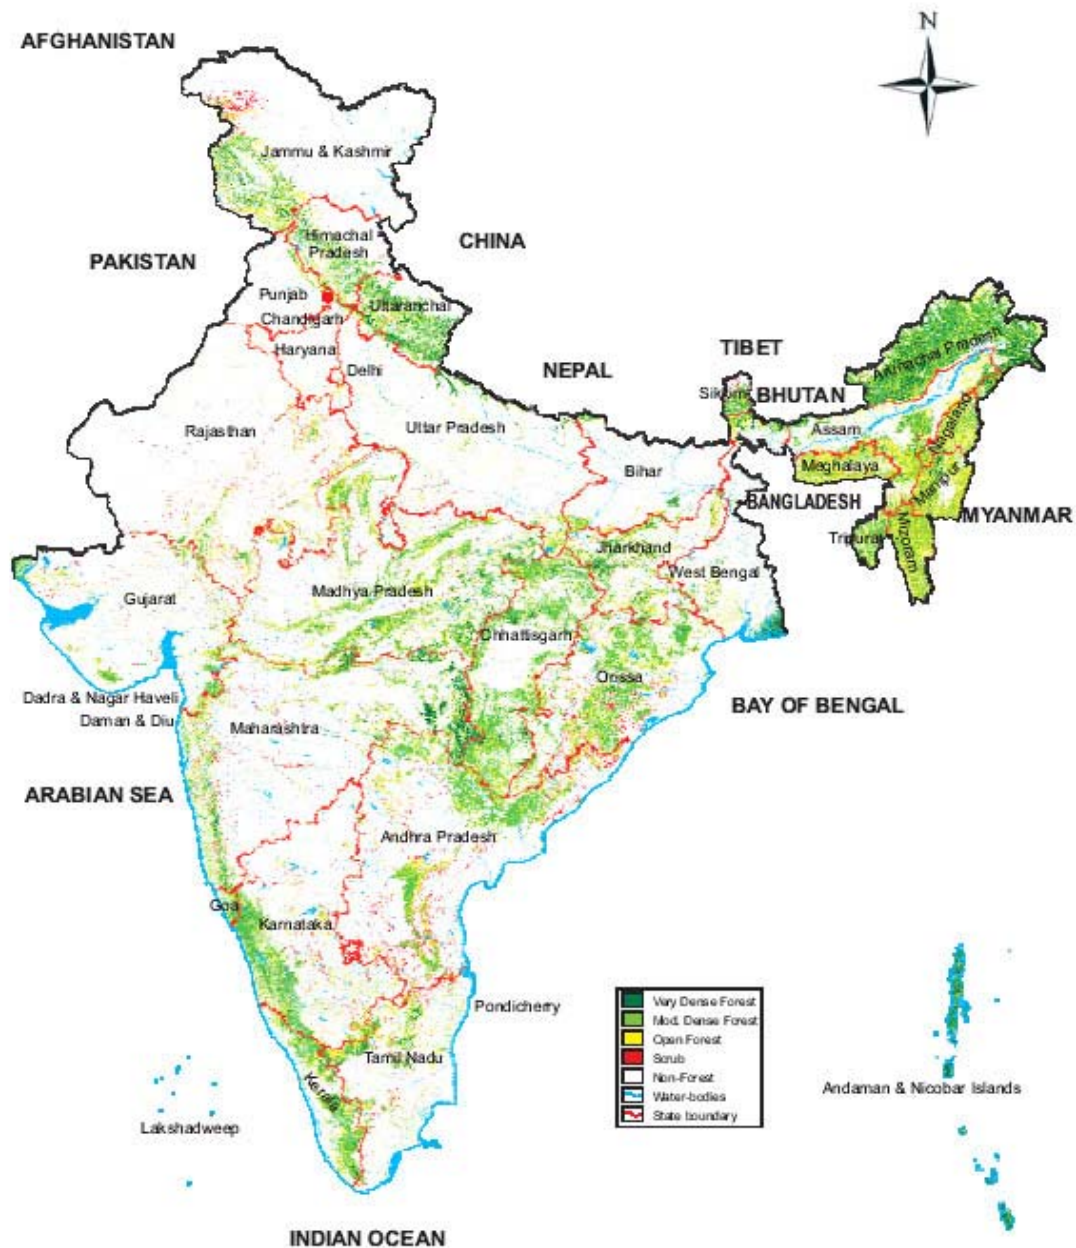 N
AFGHANISTAN
Jammu & Kashmir
CHINA
Himachal
Pradesh
PAKISTAN
Punjab
Uttaranchal
Chandigarh
Haryana
Delhi
TIBET
NEPAL
Sikkim
BHUTAN
Arunachal Pradesh
Rajasthan
Uttar Pradesh
Assam
Nagaland
Bihar
Meghalaya
Manipur
BANGLADESH
MYANMAR
Tripura
Mizoram
Jharkhand
West Bengal
Gujarat
Madhya Pradesh
Chhattisgarh
Orissa
Dadra & Nagar Haveli
Daman & Diu
Maharashtra
BAY OF BENGAL
ARABIAN SEA
Andhra Pradesh
Goa
Karnataka
Pondicherry
Very Dense Forest
Mod. Dense Forest
Open Forest
Scrub
Non-Forest
Water-bodies
State boundary
Tamil Nadu
Kerala
Andaman & Nicobar Islands
Lakshadweep
INDIAN OCEAN